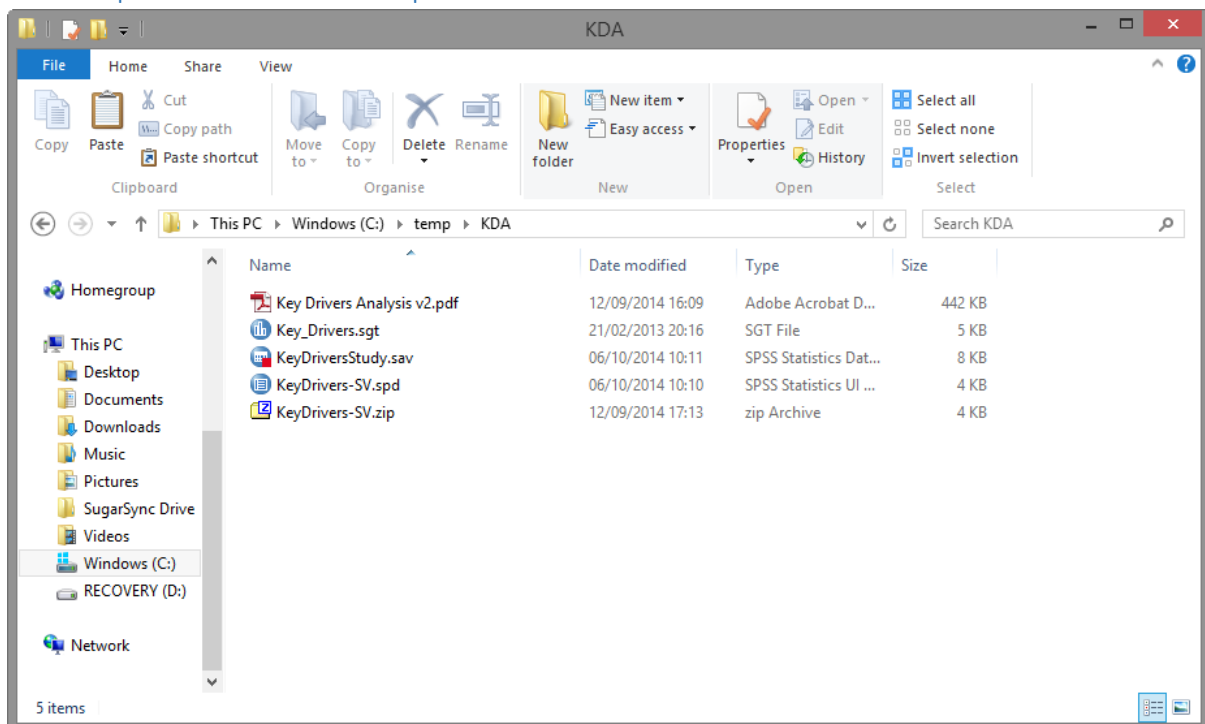 KDA
File Home Share View
Copy
Paste
Cut
Copy path
Paste shortcut
Clipboard
Move to
Copy to
Delete
Rename
Organise
New folder
New item
Easy access
New
Properties
Open
Edit
History
Open
Select all
Select none
Invert selection
Select
This PC Windows (C:) temp KDA
Search KDA
Homegroup
This PC
Desktop
Documents
Downloads
Music
Pictures
SugarSync Drive
Videos
Windows (C:)
RECOVERY (D:)
Network
Name Date modified Type Size
Key Drivers Analysis v2.pdf 12/09/2014 16:09 Adobe Acrobat D... 442 KB
Key_Drivers.sgt 21/02/2013 20:16 SGT File 5 KB
KeyDriversStudy.sav 06/10/2014 10:11 SPSS Statistics Dat... 8 KB
KeyDrivers-SV.spd 06/10/2014 10:10 SPSS Statistics UI ... 4 KB
KeyDrivers-SV.zip 12/09/2014 17:13 zip Archive 4 KB
5 items